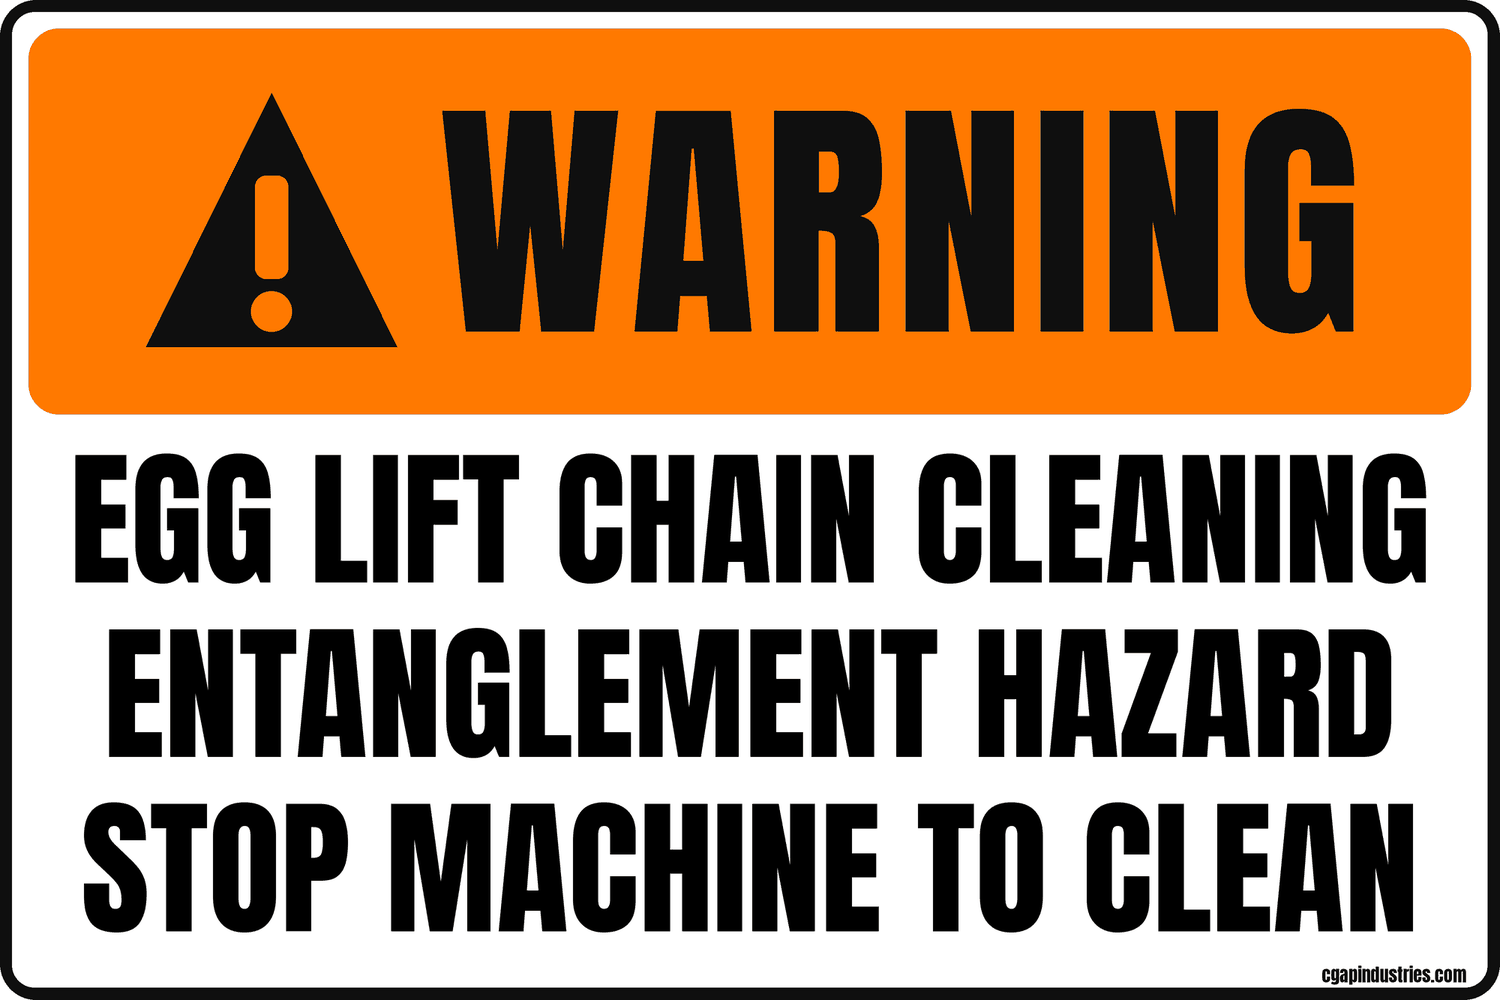 WARNING
EGG LIFT CHAIN CLEANING
ENTANGLEMENT HAZARD
STOP MACHINE TO CLEAN
cgapindustries.com